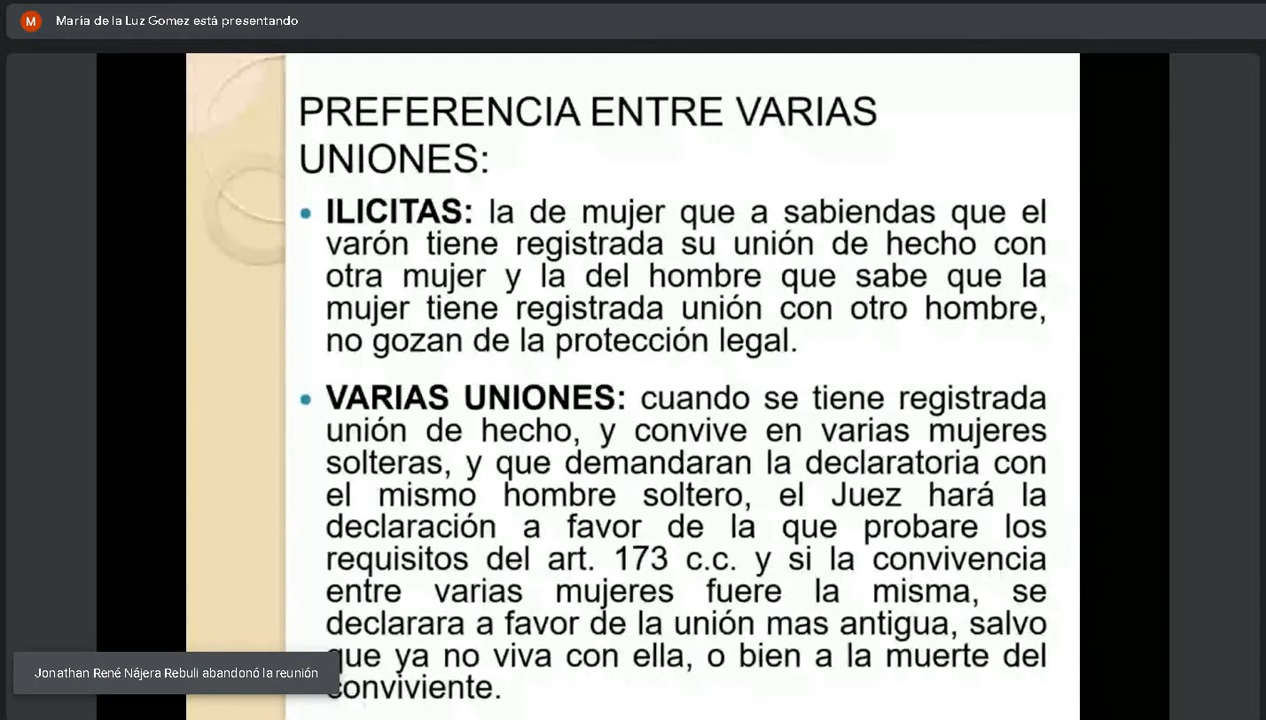 M
Maria de la Luz Gomez está presentando
PREFERENCIA ENTRE VARIAS
UNIONES:
• ILICITAS: la de mujer que a sabiendas que el
varón tiene registrada su unión de hecho con
otra mujer y la del hombre que sabe que la
mujer tiene registrada unión con otro hombre,
no gozan de la protección legal.
• VARIAS UNIONES: cuando se tiene registrada
unión de hecho, y convive en varias mujeres
solteras, y que demandaran la declaratoria con
el mismo hombre soltero, el Juez hará la
declaración a favor de la que probare los
requisitos del art. 173 c.c. y si la convivencia
entre varias mujeres fuere la misma, se
declarara a favor de la unión mas antigua, salvo
que ya no viva con ella, o bien a la muerte del
conviviente.
Jonathan René Nájera Rebuli abandonó la reunión